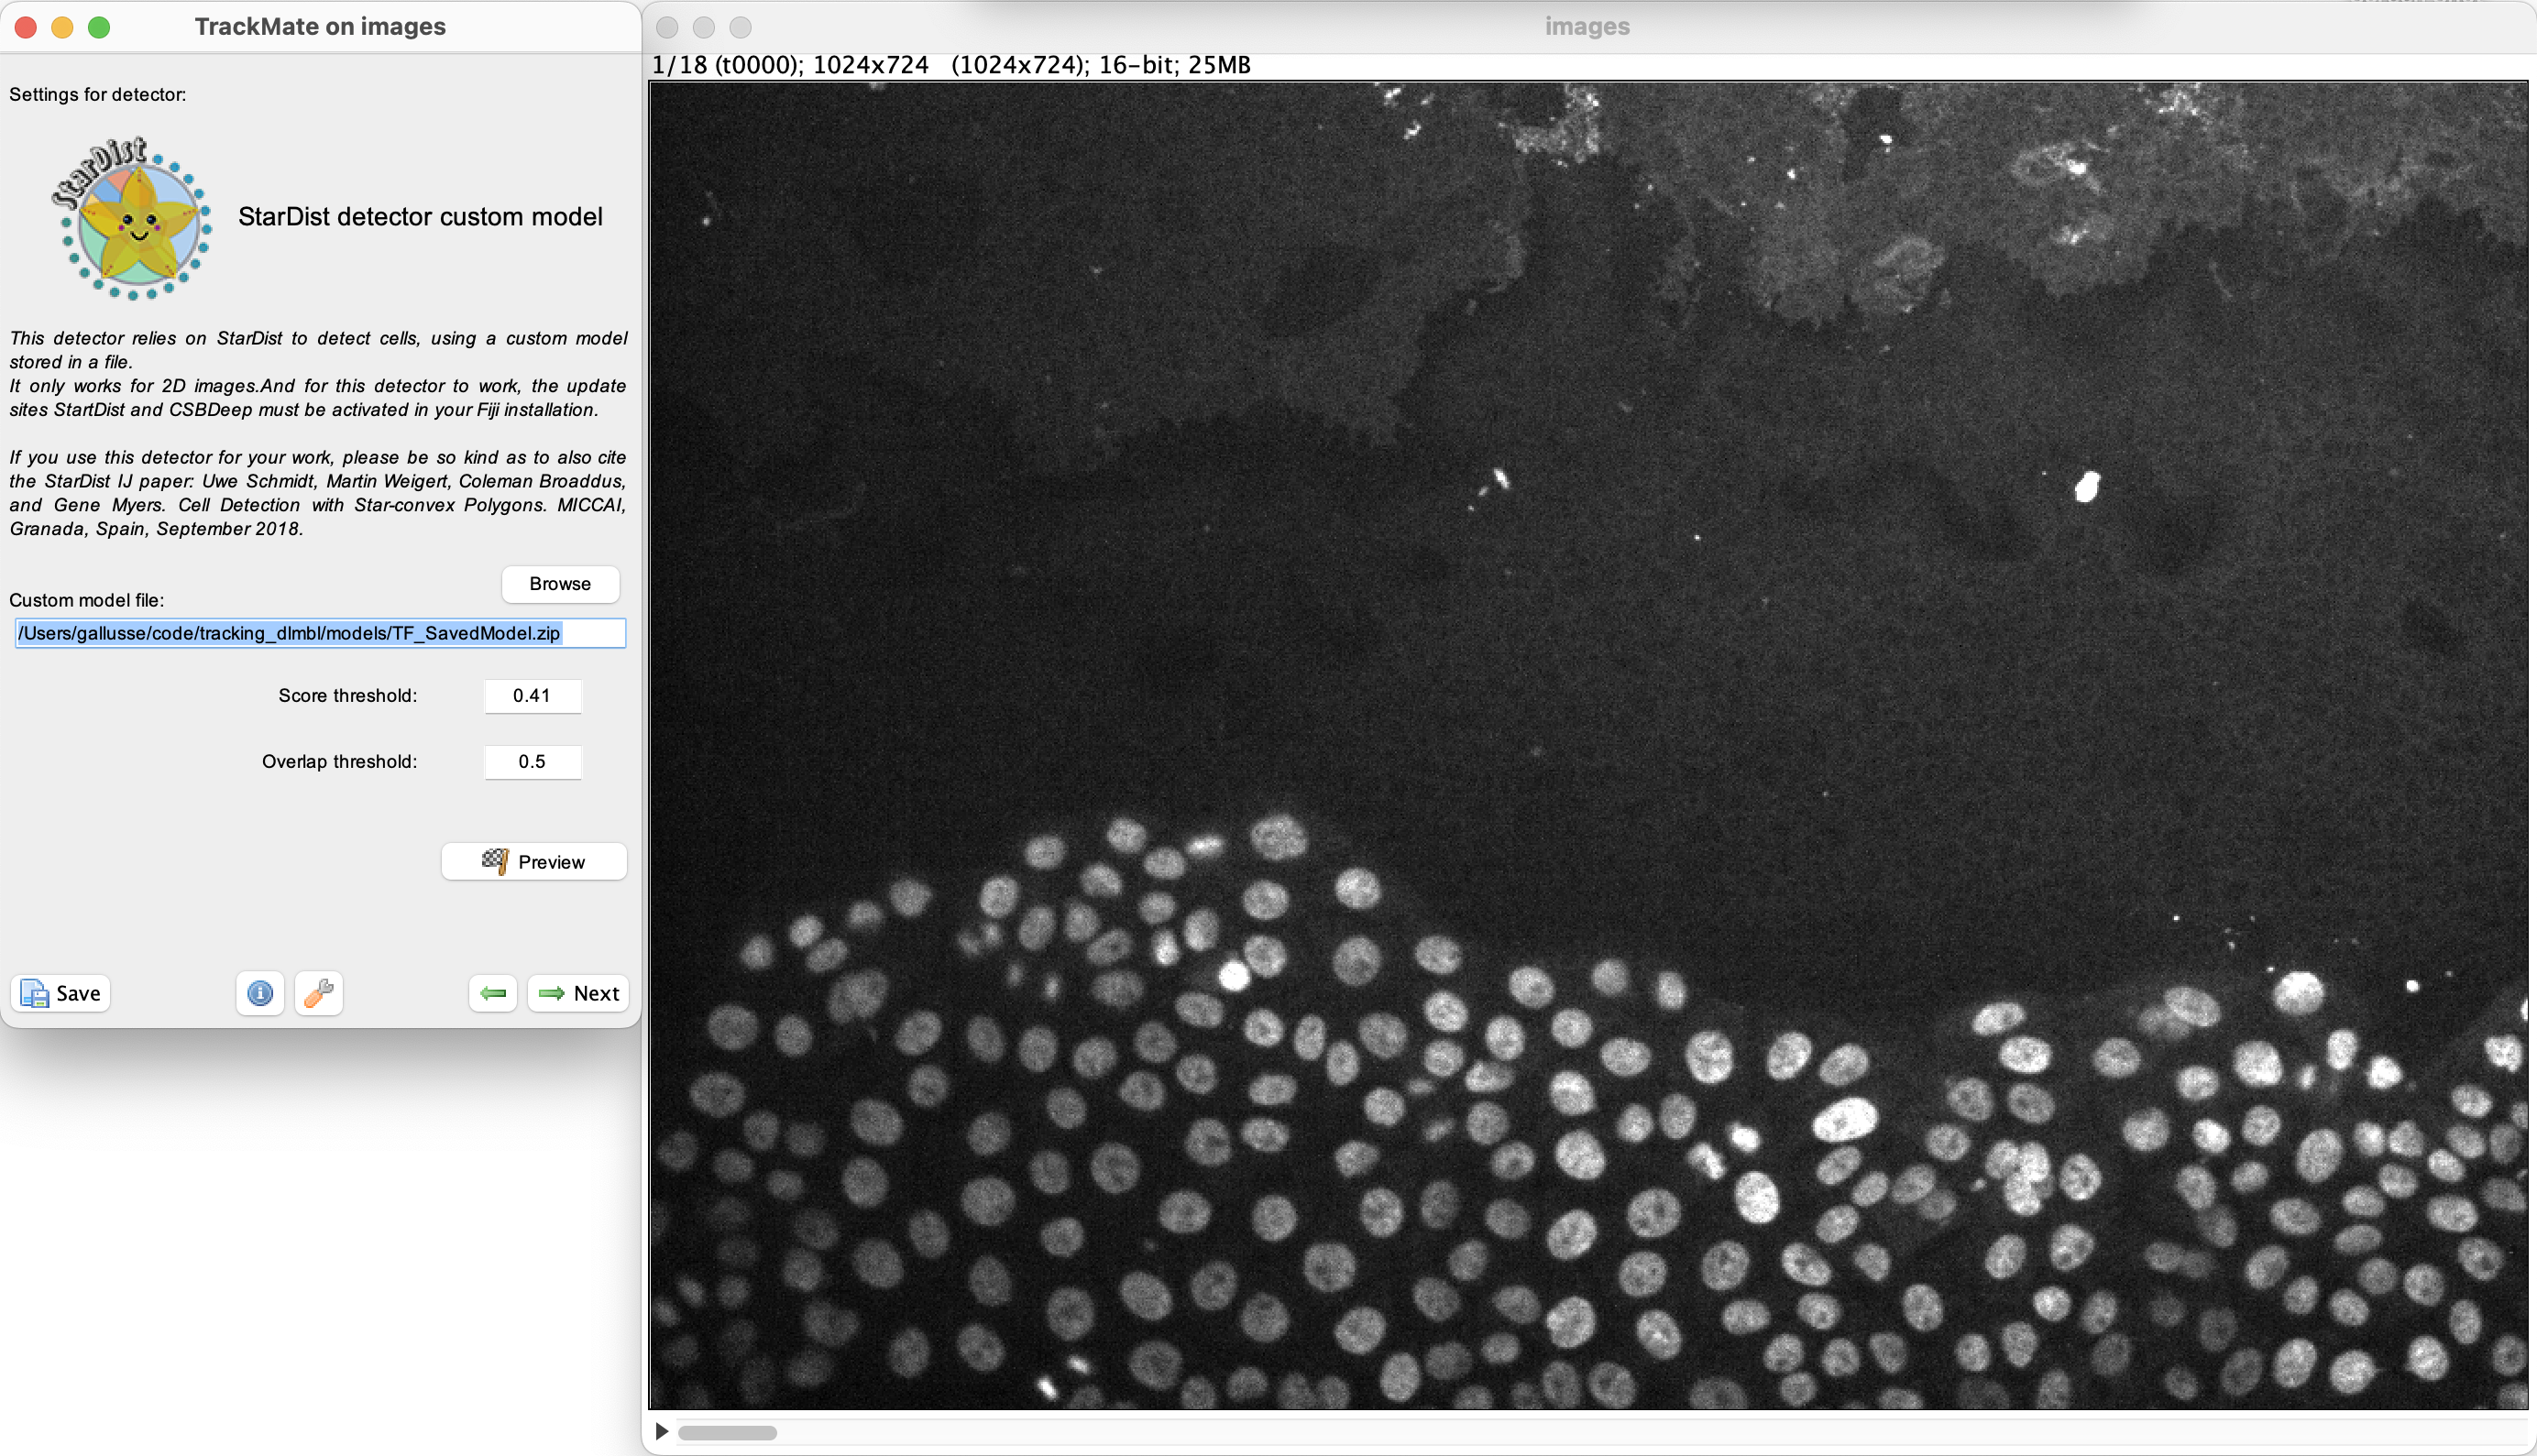 TrackMate on images
Settings for detector:
StarDist
StarDist detector custom model
This detector relies on StarDist to detect cells, using a custom model
stored in a file.
It only works for 2D images.And for this detector to work, the update
sites StartDist and CSBDeep must be activated in your Fiji installation.
If you use this detector for your work, please be so kind as to also cite
the StarDist IJ paper: Uwe Schmidt, Martin Weigert, Coleman Broaddus,
and Gene Myers. Cell Detection with Star-convex Polygons. MICCAI,
Granada, Spain, September 2018.
Browse
Custom model file:
/Users/gallusse/code/tracking_dlmbl/models/TF_SavedModel.zip
Score threshold: 0.41
Overlap threshold: 0.5
Preview
Save
Next
images
1/18 (t0000); 1024x724 (1024x724); 16-bit; 25MB